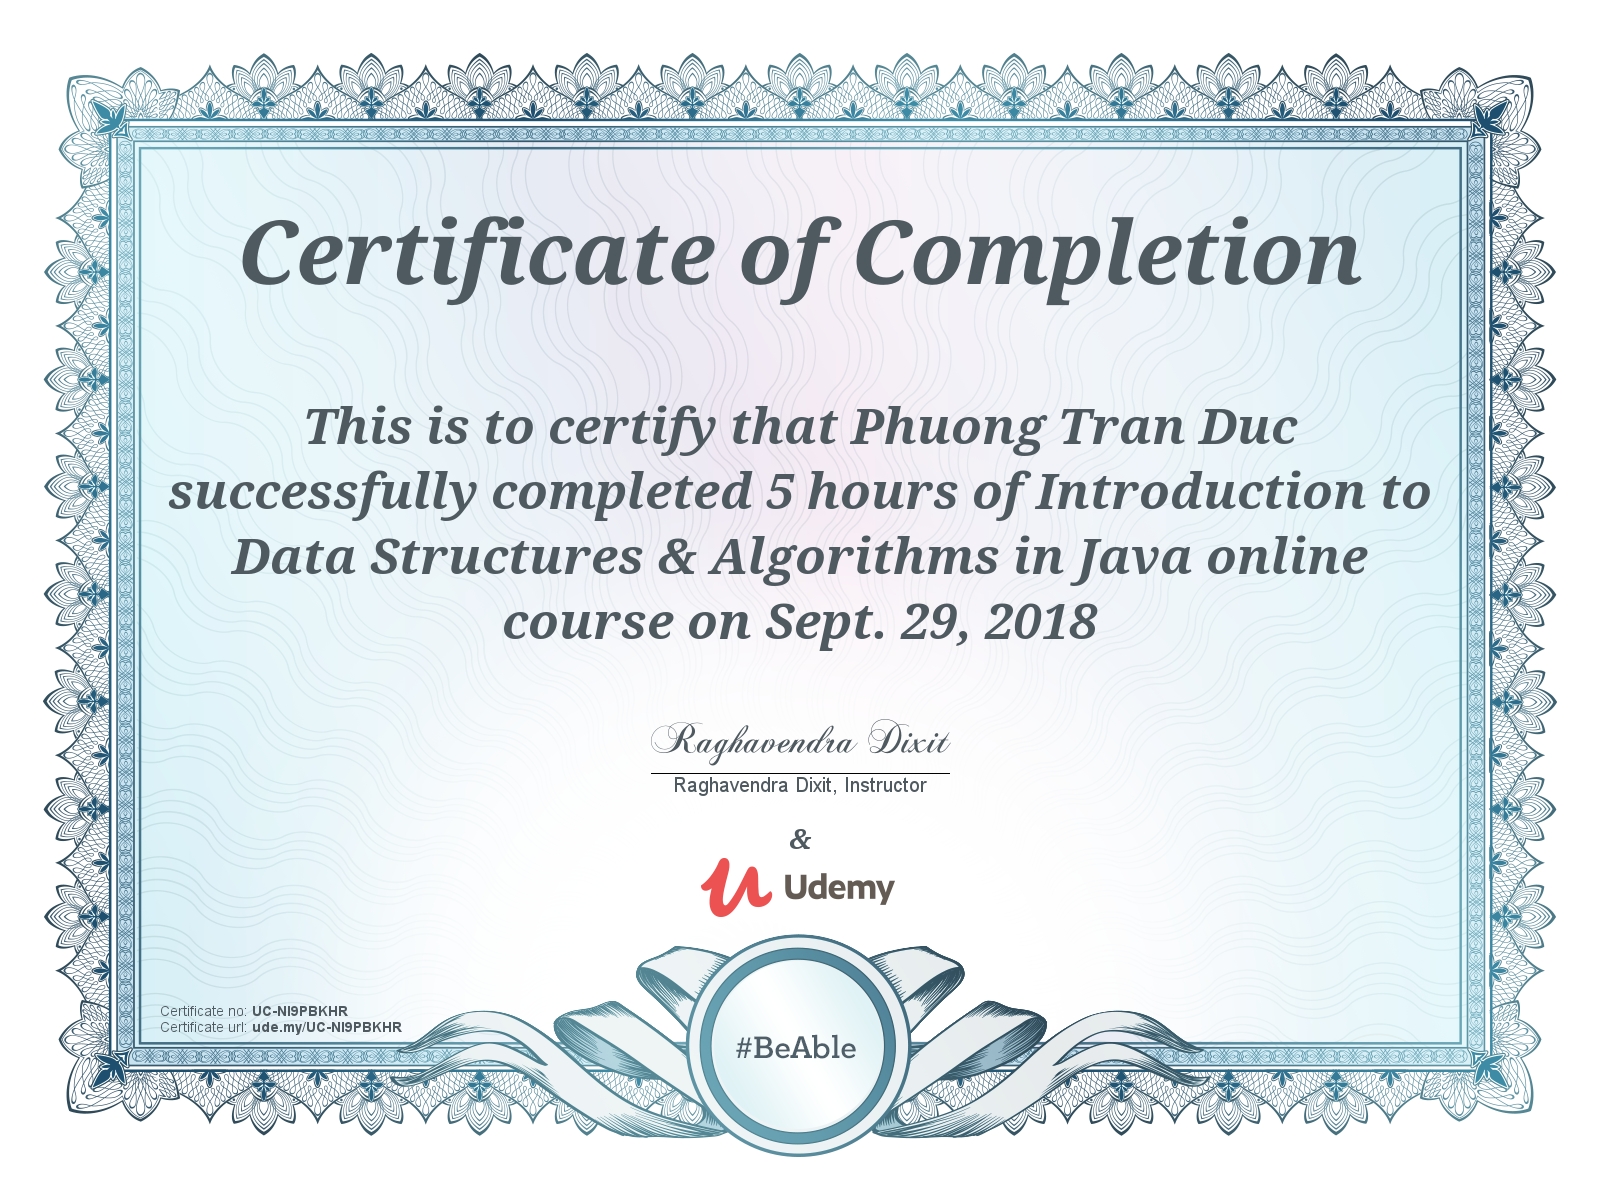 Certificate of Completion
This is to certify that Phuong Tran Duc
successfully completed 5 hours of Introduction to
Data Structures & Algorithms in Java online
course on Sept. 29, 2018
Raghavendra Dixit
Raghavendra Dixit, Instructor
&
Udemy
Certificate no: UC-NI9PBKHR
Certificate url: ude.my/UC-NI9PBKHR
#BeAble